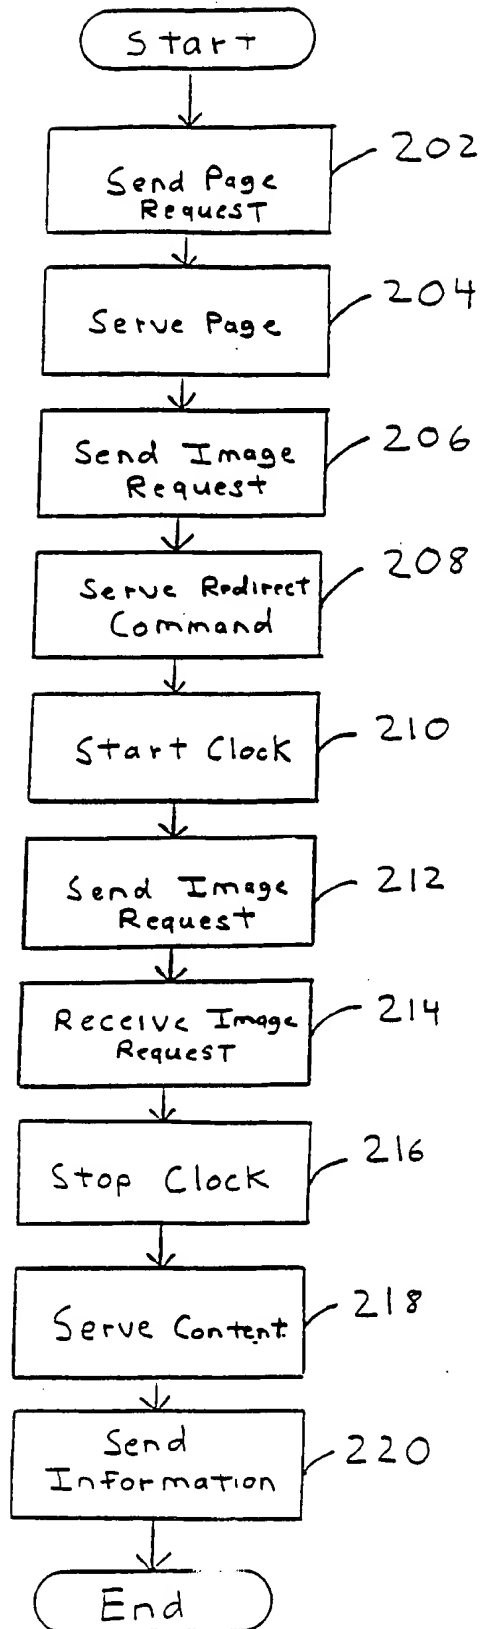 Start
202
Send Page
Request
204
Serve Page
206
Send Image
Request
208
Serve Redirect
Command
210
Start Clock
212
Send Image
Request
214
Receive Image
Request
216
Stop Clock
218
Serve Content
220
Send
Information
End